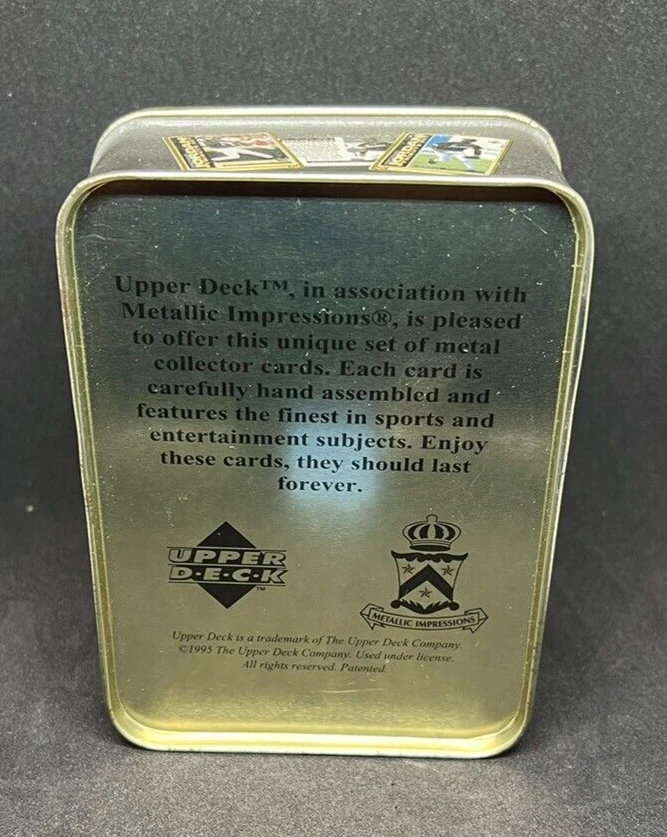 JORDAN
JORDAN
Upper Deck™, in association with
Metallic Impressions®, is pleased
to offer this unique set of metal
collector cards. Each card is
carefully hand assembled and
features the finest in sports and
entertainment subjects. Enjoy
these cards, they should last
forever.
UPPER
D•E•C•K
™
METALLIC IMPRESSIONS
Upper Deck is a trademark of The Upper Deck Company.
©1995 The Upper Deck Company. Used under license.
All rights reserved. Patented.